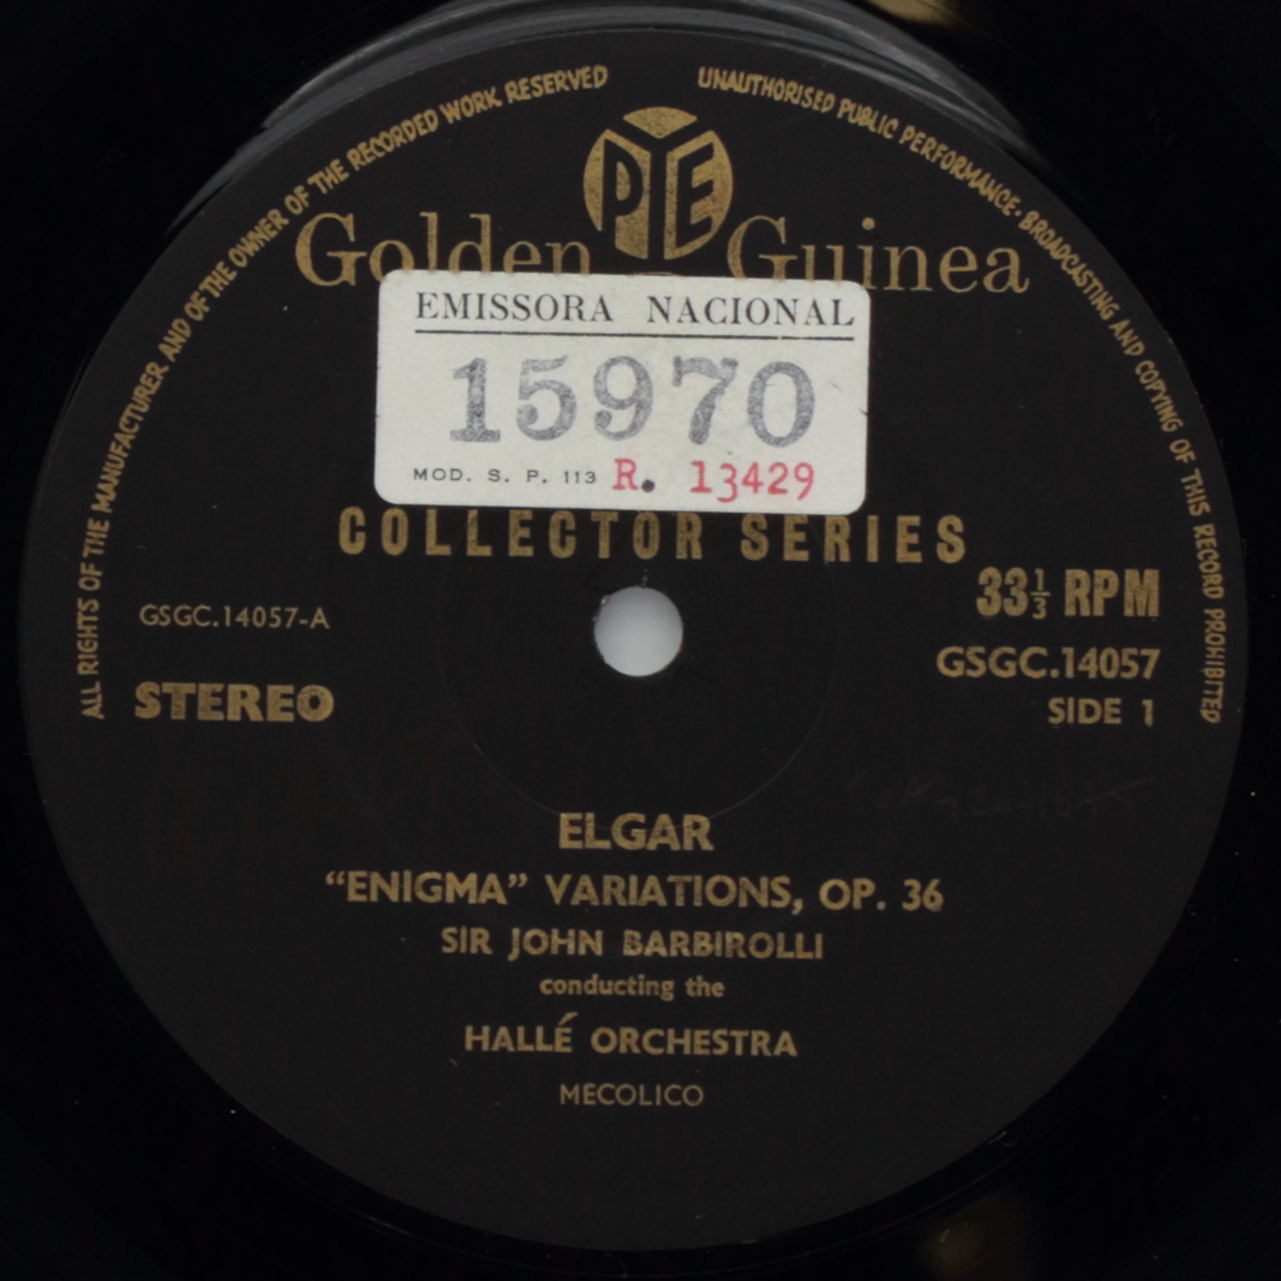 ALL RIGHTS OF THE MANUFACTURER AND OF THE OWNER OF THE RECORDED WORK RESERVED
UNAUTHORISED PUBLIC PERFORMANCE · BROADCASTING AND COPYING OF THIS RECORD PROHIBITED
PYE
Golden Guinea
EMISSORA NACIONAL
15970
MOD. S. P. 113 R. 13429
COLLECTOR SERIES
33⅓ RPM
GSGC.14057-A
GSGC.14057
STEREO
SIDE 1
ELGAR
“ENIGMA” VARIATIONS, OP. 36
SIR JOHN BARBIROLLI
conducting the
HALLÉ ORCHESTRA
MECOLICO